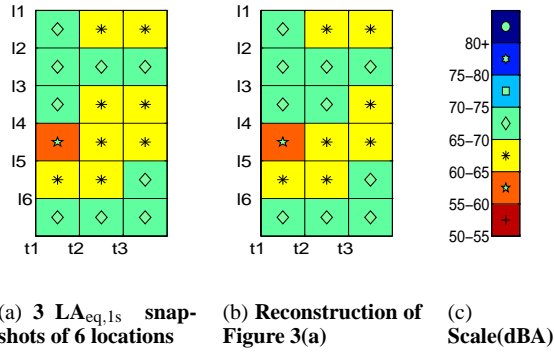 l1
l2
l3
l4
l5
l6
t1 t2 t3
l1
l2
l3
l4
l5
l6
t1 t2 t3
80+
75−80
70−75
65−70
60−65
55−60
50−55
(a) 3 LAeq,1s snap-
shots of 6 locations
(b) Reconstruction of
Figure 3(a)
(c)
Scale(dBA)